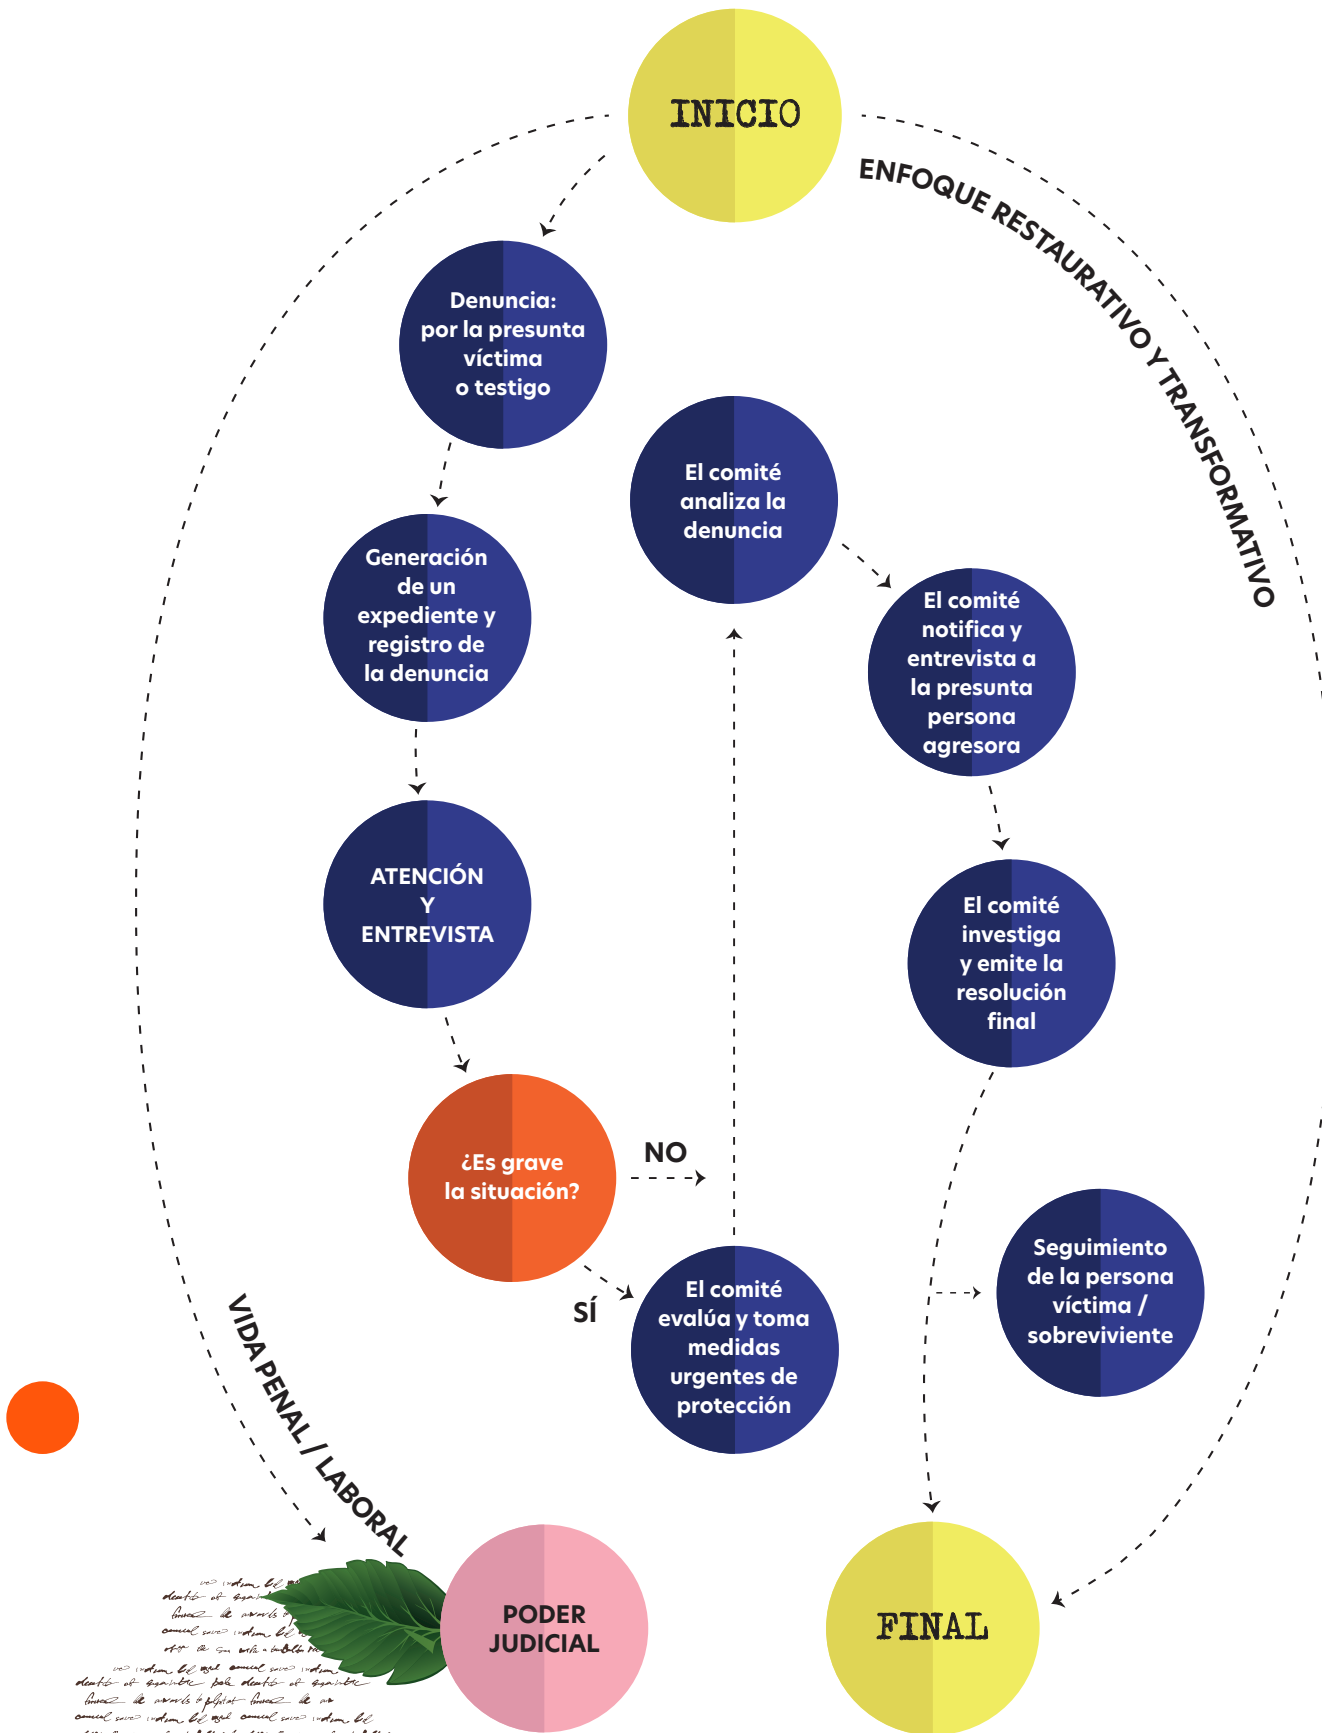 INICIO
ENFOQUE RESTAURATIVO Y TRANSFORMATIVO
Denuncia:
por la presunta
víctima
o testigo
Generación
de un
expediente y
registro de
la denuncia
ATENCIÓN
Y
ENTREVISTA
¿Es grave
la situación?
NO
SÍ
El comité
evalúa y toma
medidas
urgentes de
protección
El comité
analiza la
denuncia
El comité
notifica y
entrevista a
la presunta
persona
agresora
El comité
investiga
y emite la
resolución
final
Seguimiento
de la persona
víctima /
sobreviviente
VIDA PENAL / LABORAL
PODER
JUDICIAL
FINAL